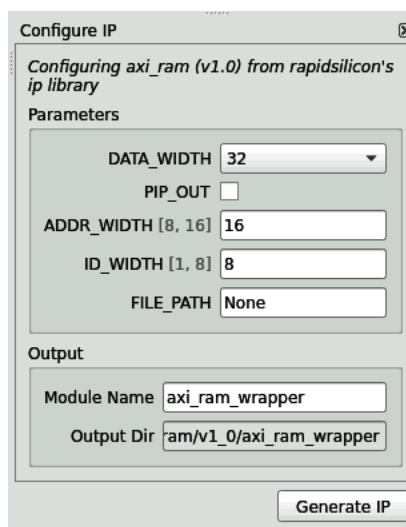 Configure IP
Configuring axi_ram (v1.0) from rapidsilicon's
ip library
Parameters
DATA_WIDTH 32
PIP_OUT
ADDR_WIDTH [8, 16] 16
ID_WIDTH [1, 8] 8
FILE_PATH None
Output
Module Name axi_ram_wrapper
Output Dir ram/v1_0/axi_ram_wrapper
Generate IP